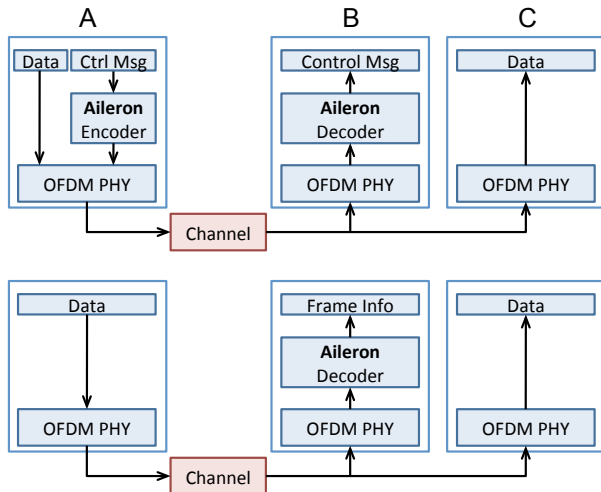 A B C
Data Ctrl Msg Control Msg Data
Aileron Aileron
Encoder Decoder
OFDM PHY OFDM PHY OFDM PHY
Channel
Data Frame Info Data
Aileron
Decoder
OFDM PHY OFDM PHY OFDM PHY
Channel